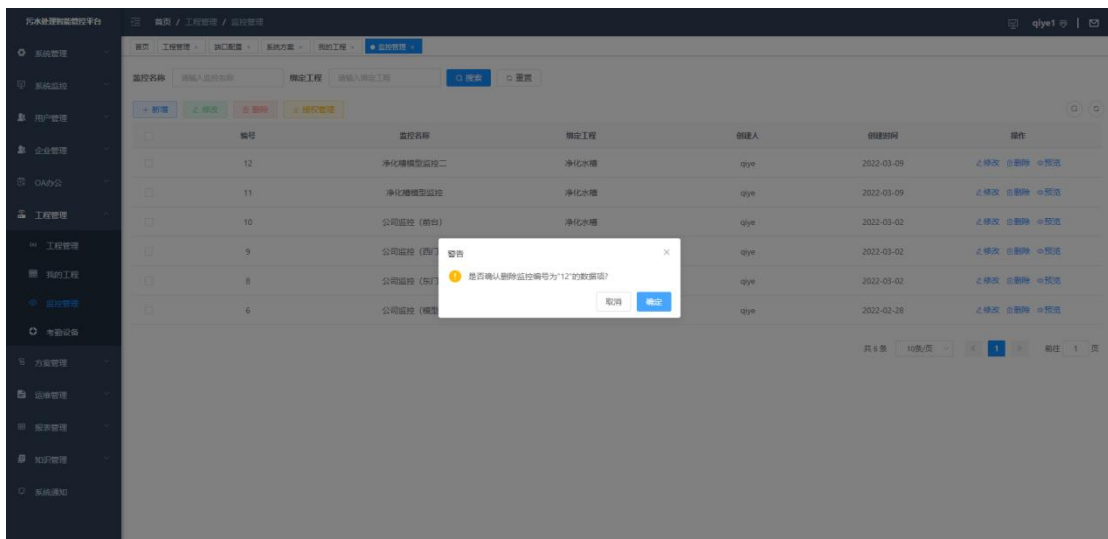 污水处理智能管控平台
首页 / 工程管理 / 监控管理
qiye1
系统管理
首页 工程管理 × 端口配置 × 系统方案 × 我的工程 × 监控管理 ×
系统监控
监控名称 请输入监控名称 绑定工程 请输入绑定工程 搜索 重置
用户管理
+ 新增 修改 删除 授权管理
编号 监控名称 绑定工程 创建人 创建时间 操作
企业管理
12 净化槽模型监控二 净化水槽 qiye 2022-03-09 修改 删除 预览
OA办公
11 净化槽模型监控 净化水槽 qiye 2022-03-09 修改 删除 预览
工程管理
10 公司监控（前台） 净化水槽 qiye 2022-03-02 修改 删除 预览
工程管理
9 公司监控（西门 qiye 2022-03-02 修改 删除 预览
警告 ×
是否确认删除监控编号为"12"的数据项?
取消 确定
我的工程
8 公司监控（东门 qiye 2022-03-02 修改 删除 预览
监控管理
6 公司监控（模型 qiye 2022-02-28 修改 删除 预览
考勤设备
共 6 条 10条/页 < 1 > 前往 1 页
方案管理
运维管理
报表管理
知识管理
系统通知